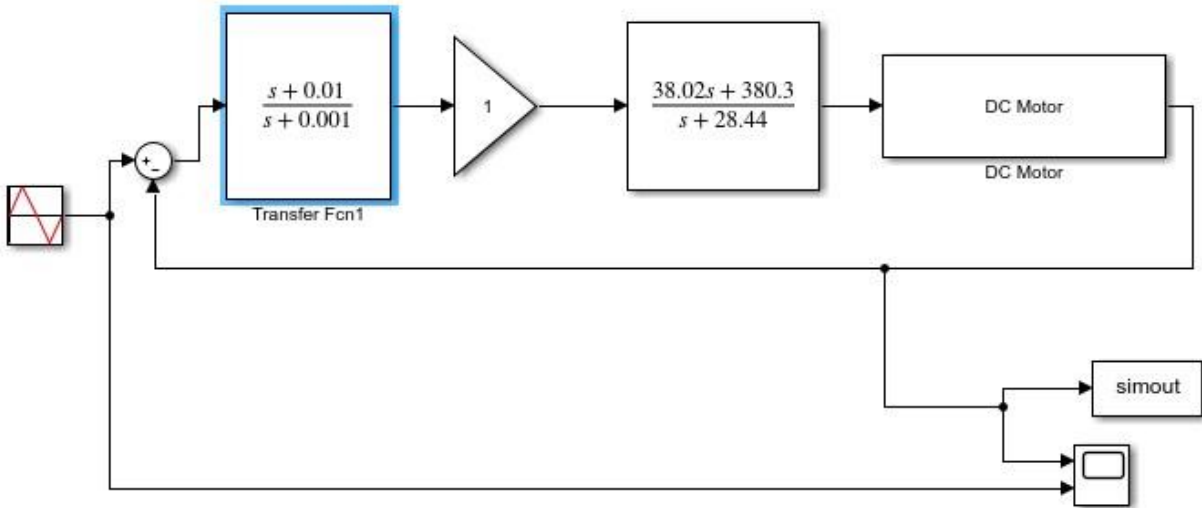 s + 0.01
s + 0.001
Transfer Fcn1
1
38.02s + 380.3
s + 28.44
DC Motor
DC Motor
+
−
simout